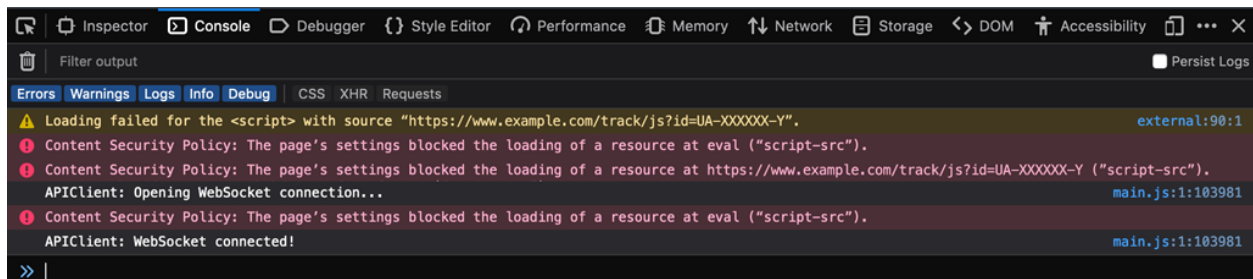 Inspector Console Debugger {} Style Editor Performance Memory Network Storage DOM Accessibility
Filter output Persist Logs
Errors Warnings Logs Info Debug CSS XHR Requests
Loading failed for the <script> with source “https://www.example.com/track/js?id=UA-XXXXXX-Y”. external:90:1
Content Security Policy: The page’s settings blocked the loading of a resource at eval (“script-src”).
Content Security Policy: The page’s settings blocked the loading of a resource at https://www.example.com/track/js?id=UA-XXXXXX-Y (”script-src”).
APIClient: Opening WebSocket connection... main.js:1:103981
Content Security Policy: The page’s settings blocked the loading of a resource at eval (“script-src”).
APIClient: WebSocket connected! main.js:1:103981